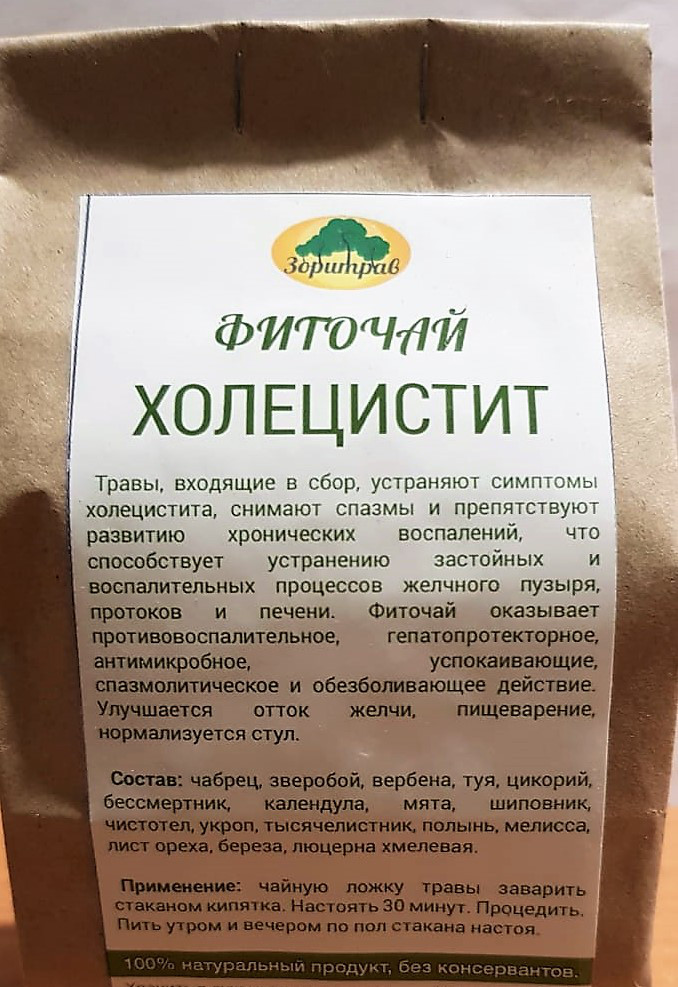 Зоритрав
ФИТОЧАЙ
ХОЛЕЦИСТИТ
Травы, входящие в сбор, устраняют симптомы
холецистита, снимают спазмы и препятствуют
развитию хронических воспалений, что
способствует устранению застойных и
воспалительных процессов желчного пузыря,
протоков и печени. Фиточай оказывает
противовоспалительное, гепатопротекторное,
антимикробное, успокаивающие,
спазмолитическое и обезболивающее действие.
Улучшается отток желчи, пищеварение,
нормализуется стул.
Состав: чабрец, зверобой, вербена, туя, цикорий,
бессмертник, календула, мята, шиповник,
чистотел, укроп, тысячелистник, полынь, мелисса,
лист ореха, береза, люцерна хмелевая.
Применение: чайную ложку травы заварить
стаканом кипятка. Настоять 30 минут. Процедить.
Пить утром и вечером по пол стакана настоя.
100% натуральный продукт, без консервантов.